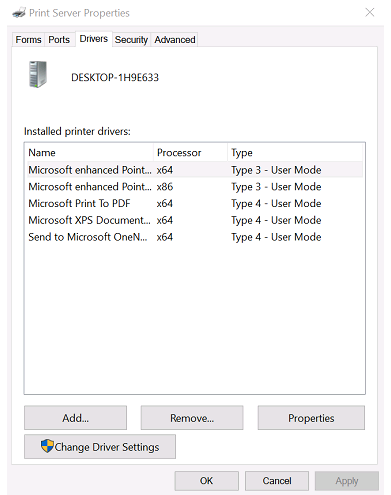 Print Server Properties
Forms Ports Drivers Security Advanced
DESKTOP-1H9E633
Installed printer drivers:
Name Processor Type
Microsoft enhanced Point... x64 Type 3 - User Mode
Microsoft enhanced Point... x86 Type 3 - User Mode
Microsoft Print To PDF x64 Type 4 - User Mode
Microsoft XPS Document... x64 Type 4 - User Mode
Send to Microsoft OneN... x64 Type 4 - User Mode
Add... Remove... Properties
Change Driver Settings
OK Cancel Apply